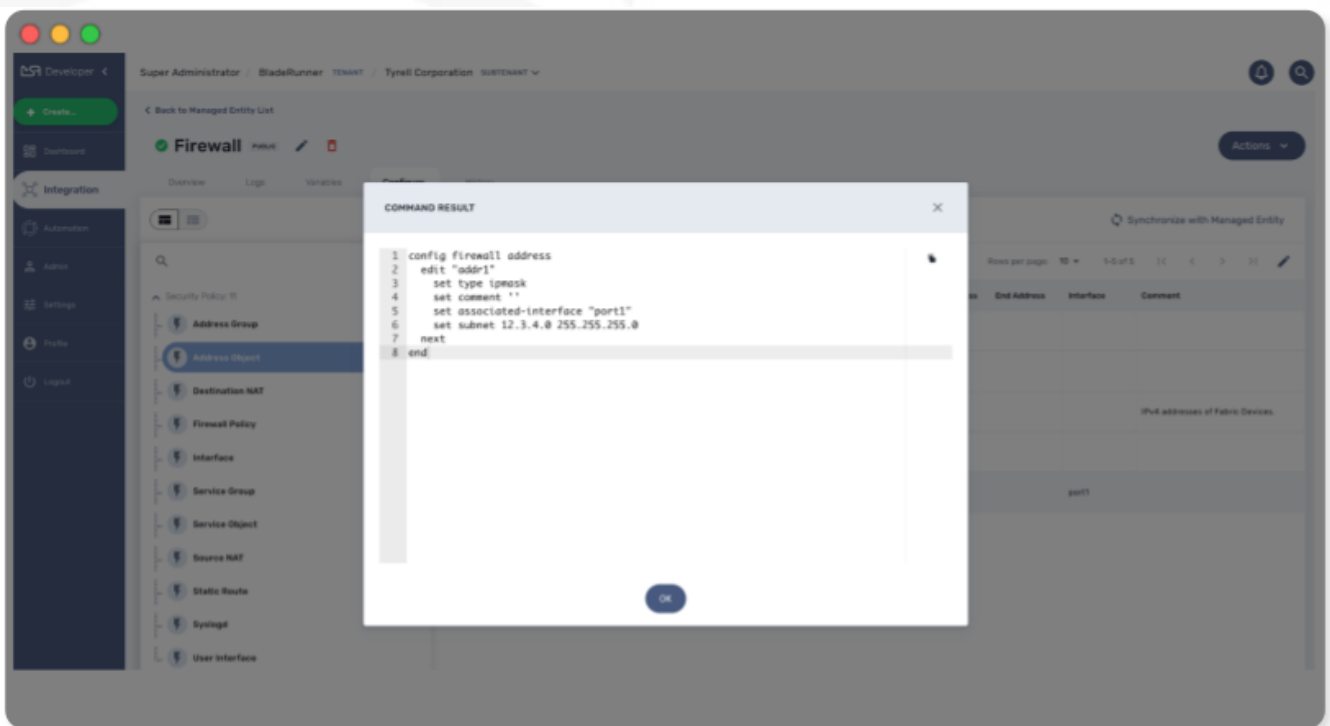 Developer <
Super Administrator / BladeRunner TENANT / Tyrell Corporation SUBTENANT
+ Create...
< Back to Managed Entity List
Dashboard
Firewall PUBLIC
Actions
Integration
Overview Logs Variables Configure
Automation
Admin
Settings
Profile
Logout
Synchronize with Managed Entity
Rows per page: 10 1-5 of 5
End Address Interface Comment
IPv4 addresses of Fabric Devices.
port1
Security Policy: 11
Address Group
Address Object
Destination NAT
Firewall Policy
Interface
Service Group
Service Object
Source NAT
Static Route
Syslogd
User Interface
COMMAND RESULT
1 config firewall address
2 edit "addr1"
3 set type ipmask
4 set comment ''
5 set associated-interface "port1"
6 set subnet 12.3.4.0 255.255.255.0
7 next
8 end
OK